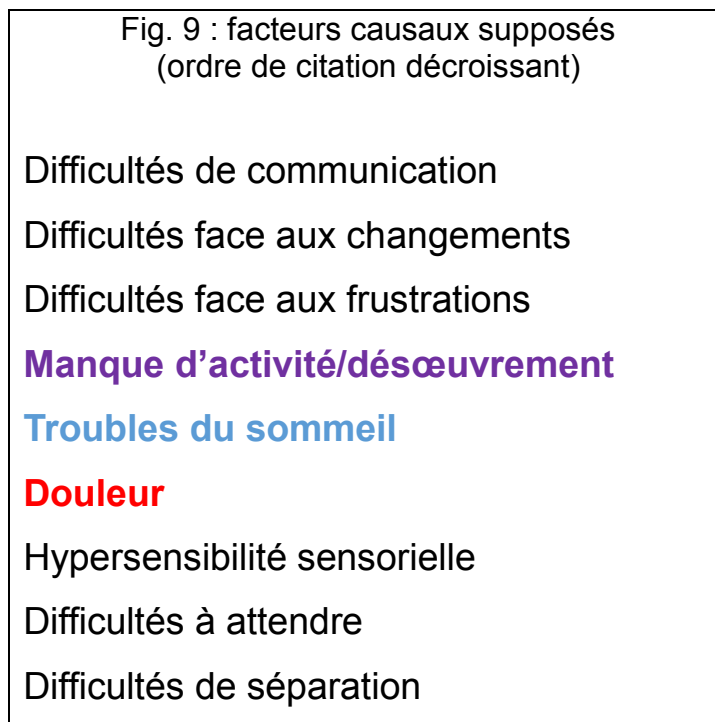 Fig. 9 : facteurs causaux supposés
(ordre de citation décroissant)
Difficultés de communication
Difficultés face aux changements
Difficultés face aux frustrations
Manque d’activité/désœuvrement
Troubles du sommeil
Douleur
Hypersensibilité sensorielle
Difficultés à attendre
Difficultés de séparation